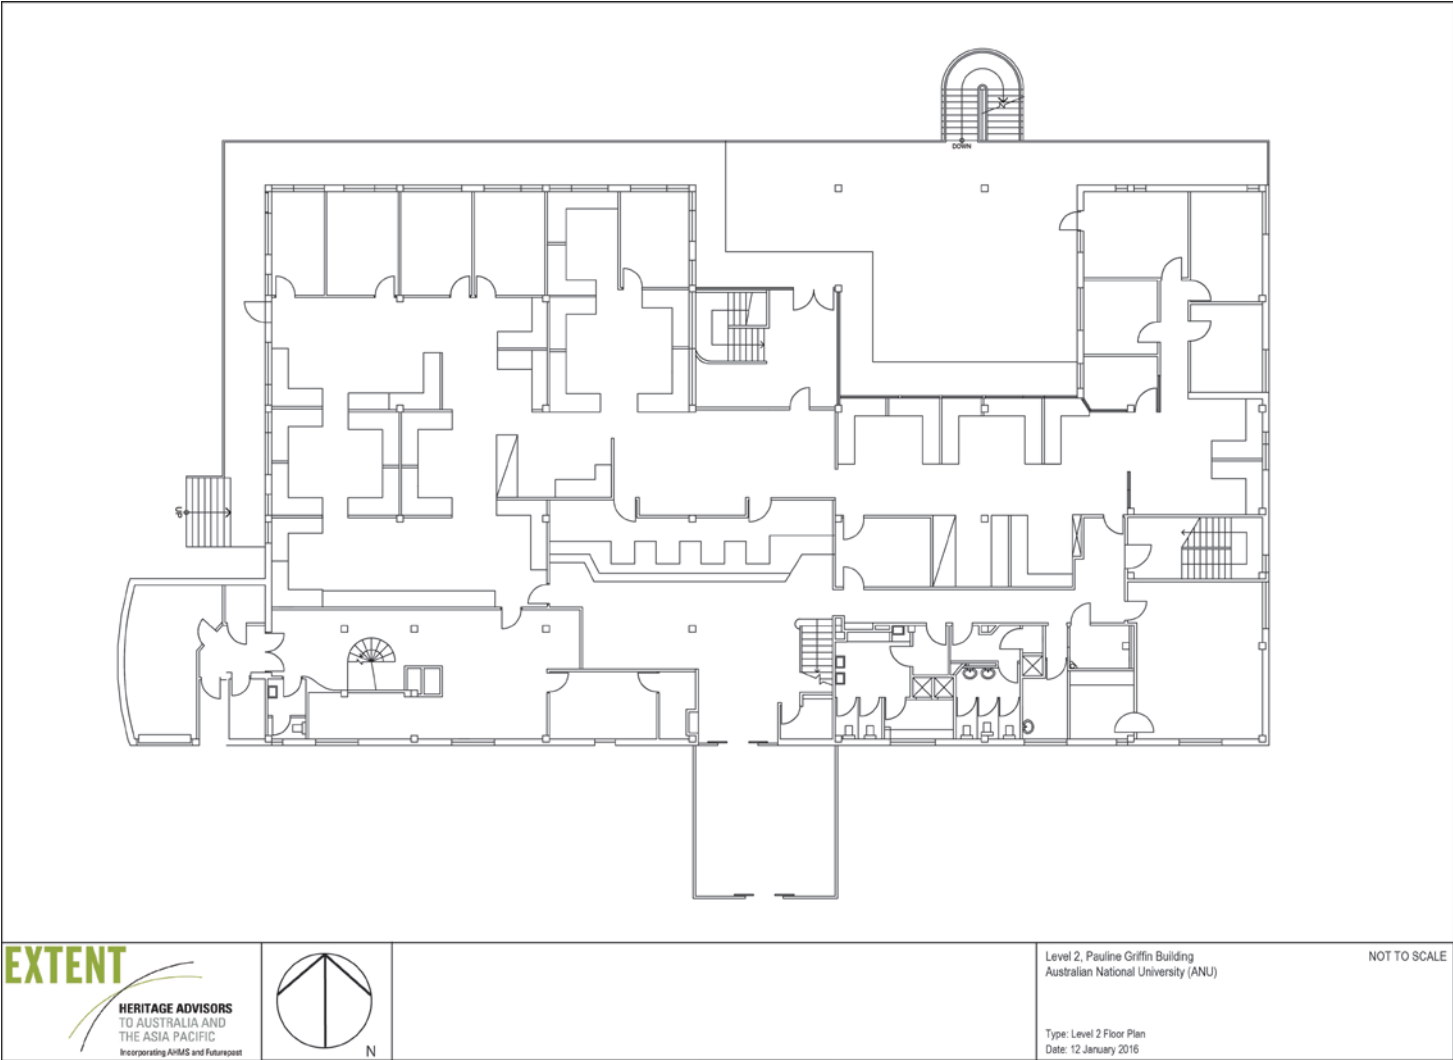 DOWN
UP
EXTENT
HERITAGE ADVISORS
TO AUSTRALIA AND
THE ASIA PACIFIC
Incorporating AHMS and Futurepast
N
Level 2, Pauline Griffin Building
Australian National University (ANU)
NOT TO SCALE
Type: Level 2 Floor Plan
Date: 12 January 2016